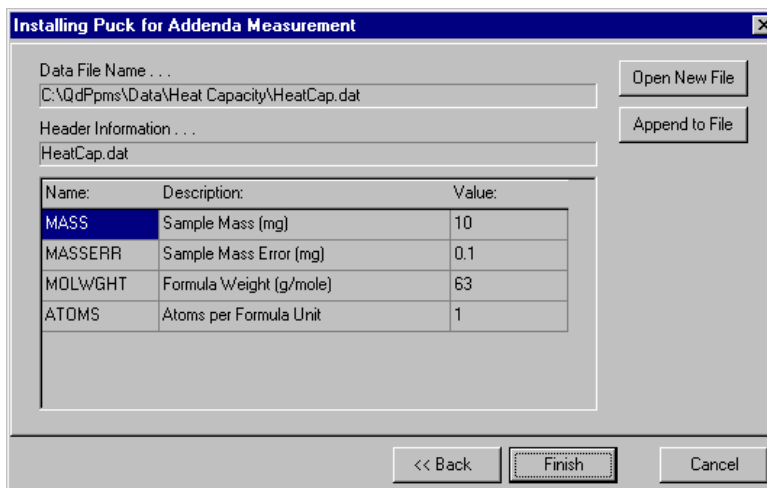 Installing Puck for Addenda Measurement
Data File Name . . .
C:\QdPpms\Data\Heat Capacity\HeatCap.dat
Open New File
Header Information . . .
Append to File
HeatCap.dat
Name: Description: Value:
MASS Sample Mass (mg) 10
MASSERR Sample Mass Error (mg) 0.1
MOLWGHT Formula Weight (g/mole) 63
ATOMS Atoms per Formula Unit 1
<< Back Finish Cancel